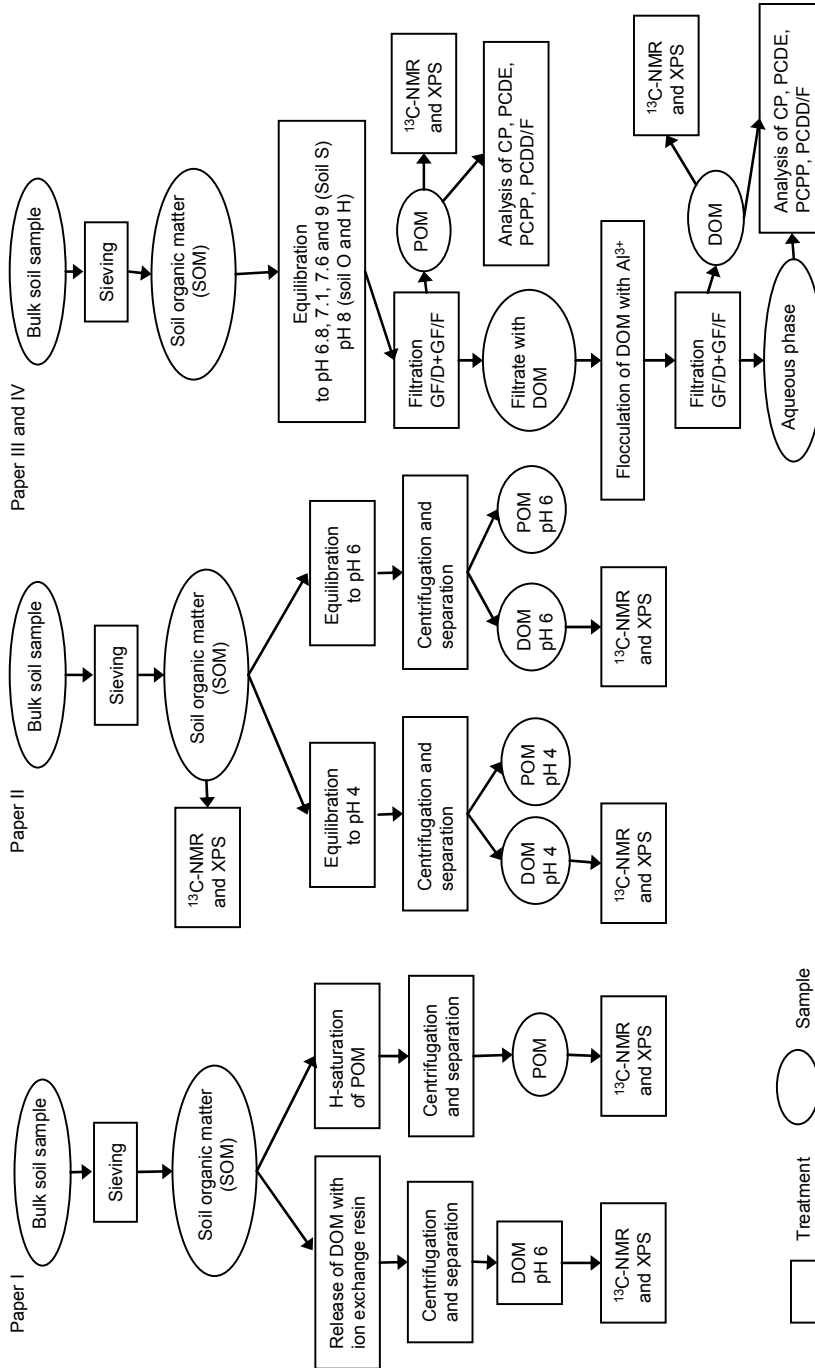 Paper I
Bulk soil sample
Sieving
Soil organic matter
(SOM)
Release of DOM with
ion exchange resin
Centrifugation
and separation
DOM
pH 6
¹³C-NMR
and XPS
H-saturation
of POM
Centrifugation
and separation
POM
¹³C-NMR
and XPS
Treatment
Sample
Paper II
Bulk soil sample
Sieving
Soil organic matter
(SOM)
¹³C-NMR
and XPS
Equilibration
to pH 4
Centrifugation and
separation
DOM
pH 4
POM
pH 4
¹³C-NMR
and XPS
Equilibration
to pH 6
Centrifugation and
separation
DOM
pH 6
POM
pH 6
¹³C-NMR
and XPS
Paper III and IV
Bulk soil sample
Sieving
Soil organic matter
(SOM)
Equilibration
to pH 6.8, 7.1, 7.6 and 9 (Soil S)
pH 8 (soil O and H)
Filtration
GF/D+GF/F
POM
¹³C-NMR
and XPS
Analysis of CP, PCDE,
PCPP, PCDD/F
Filtrate with
DOM
Flocculation of DOM with Al³⁺
Filtration
GF/D+GF/F
DOM
¹³C-NMR
and XPS
Aqueous phase
Analysis of CP, PCDE,
PCPP, PCDD/F